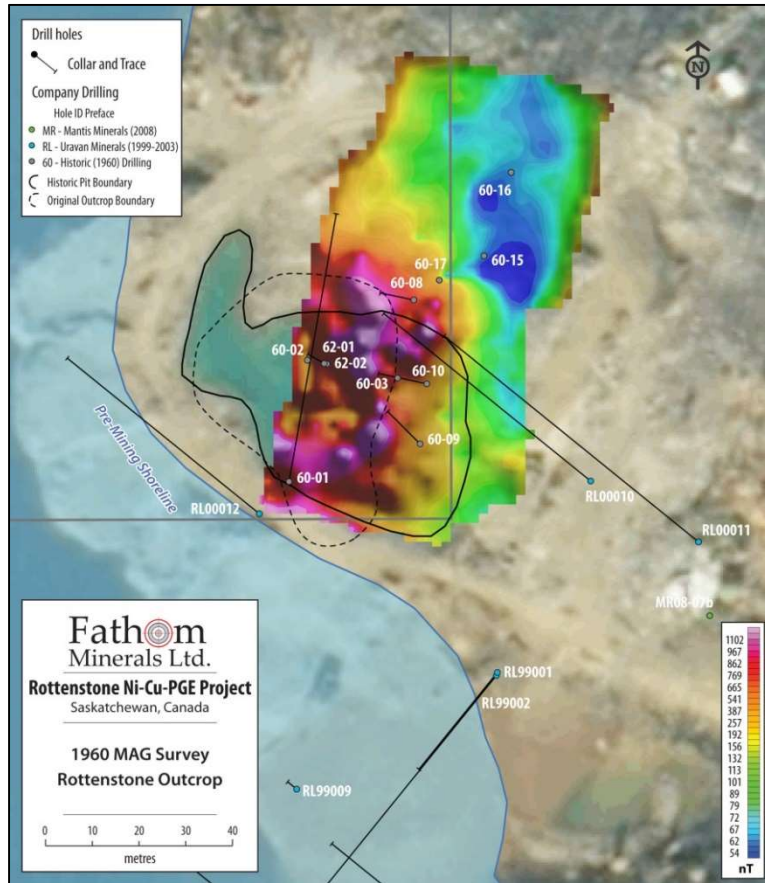 Drill holes
Collar and Trace
Company Drilling
Hole ID Preface
MR - Mantis Minerals (2008)
RL - Uravan Minerals (1999-2003)
60 - Historic (1960) Drilling
Historic Pit Boundary
Original Outcrop Boundary
N
60-16
60-15
60-17
60-08
60-02
62-01
62-02
60-03
60-10
60-09
60-01
Pre-Mining Shoreline
RL00012
RL00010
RL00011
MR08-07b
RL99001
RL99002
RL99009
Fathom
Minerals Ltd.
Rottenstone Ni-Cu-PGE Project
Saskatchewan, Canada
1960 MAG Survey
Rottenstone Outcrop
0 10 20 30 40
metres
1102
967
862
769
665
541
387
257
192
156
132
113
101
89
79
72
67
62
54
nT